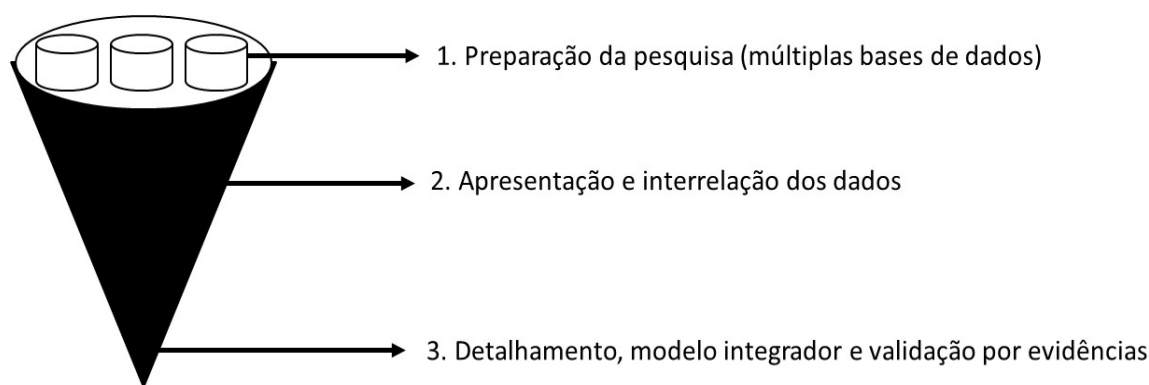 1. Preparação da pesquisa (múltiplas bases de dados)
2. Apresentação e interrelação dos dados
3. Detalhamento, modelo integrador e validação por evidências